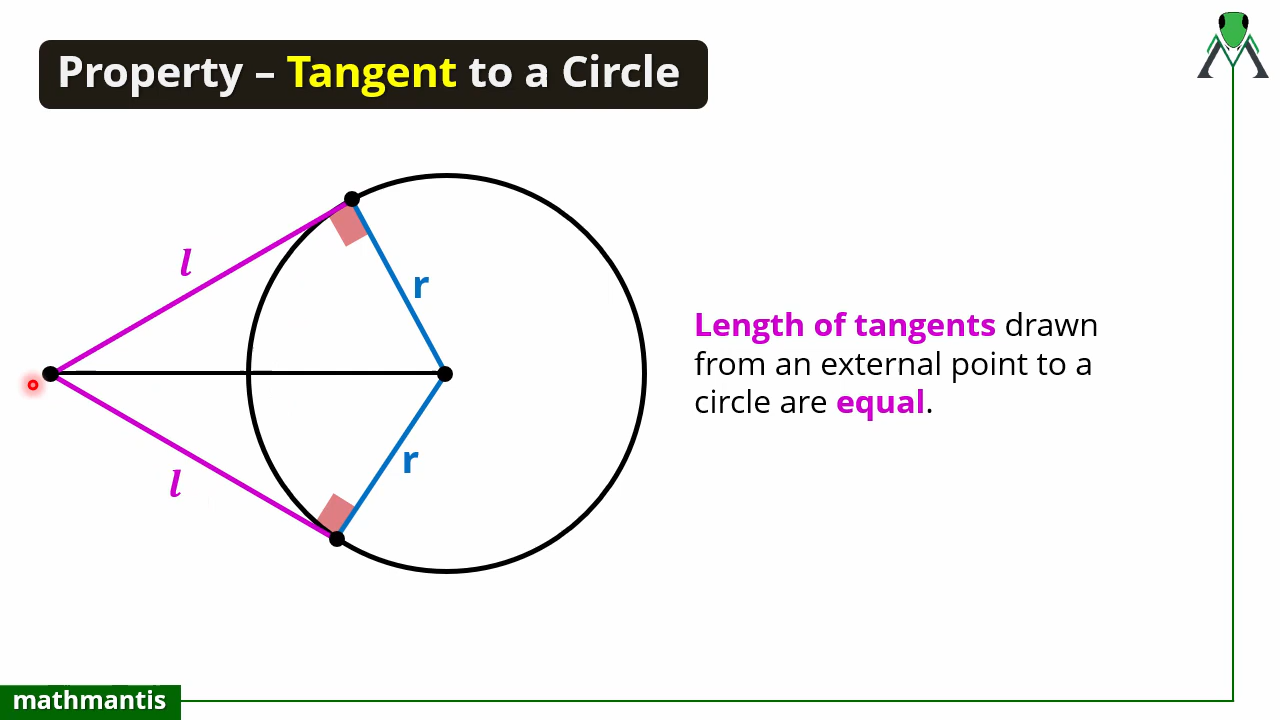 Property – Tangent to a Circle
l
r
Length of tangents drawn
from an external point to a
circle are equal.
r
l
mathmantis